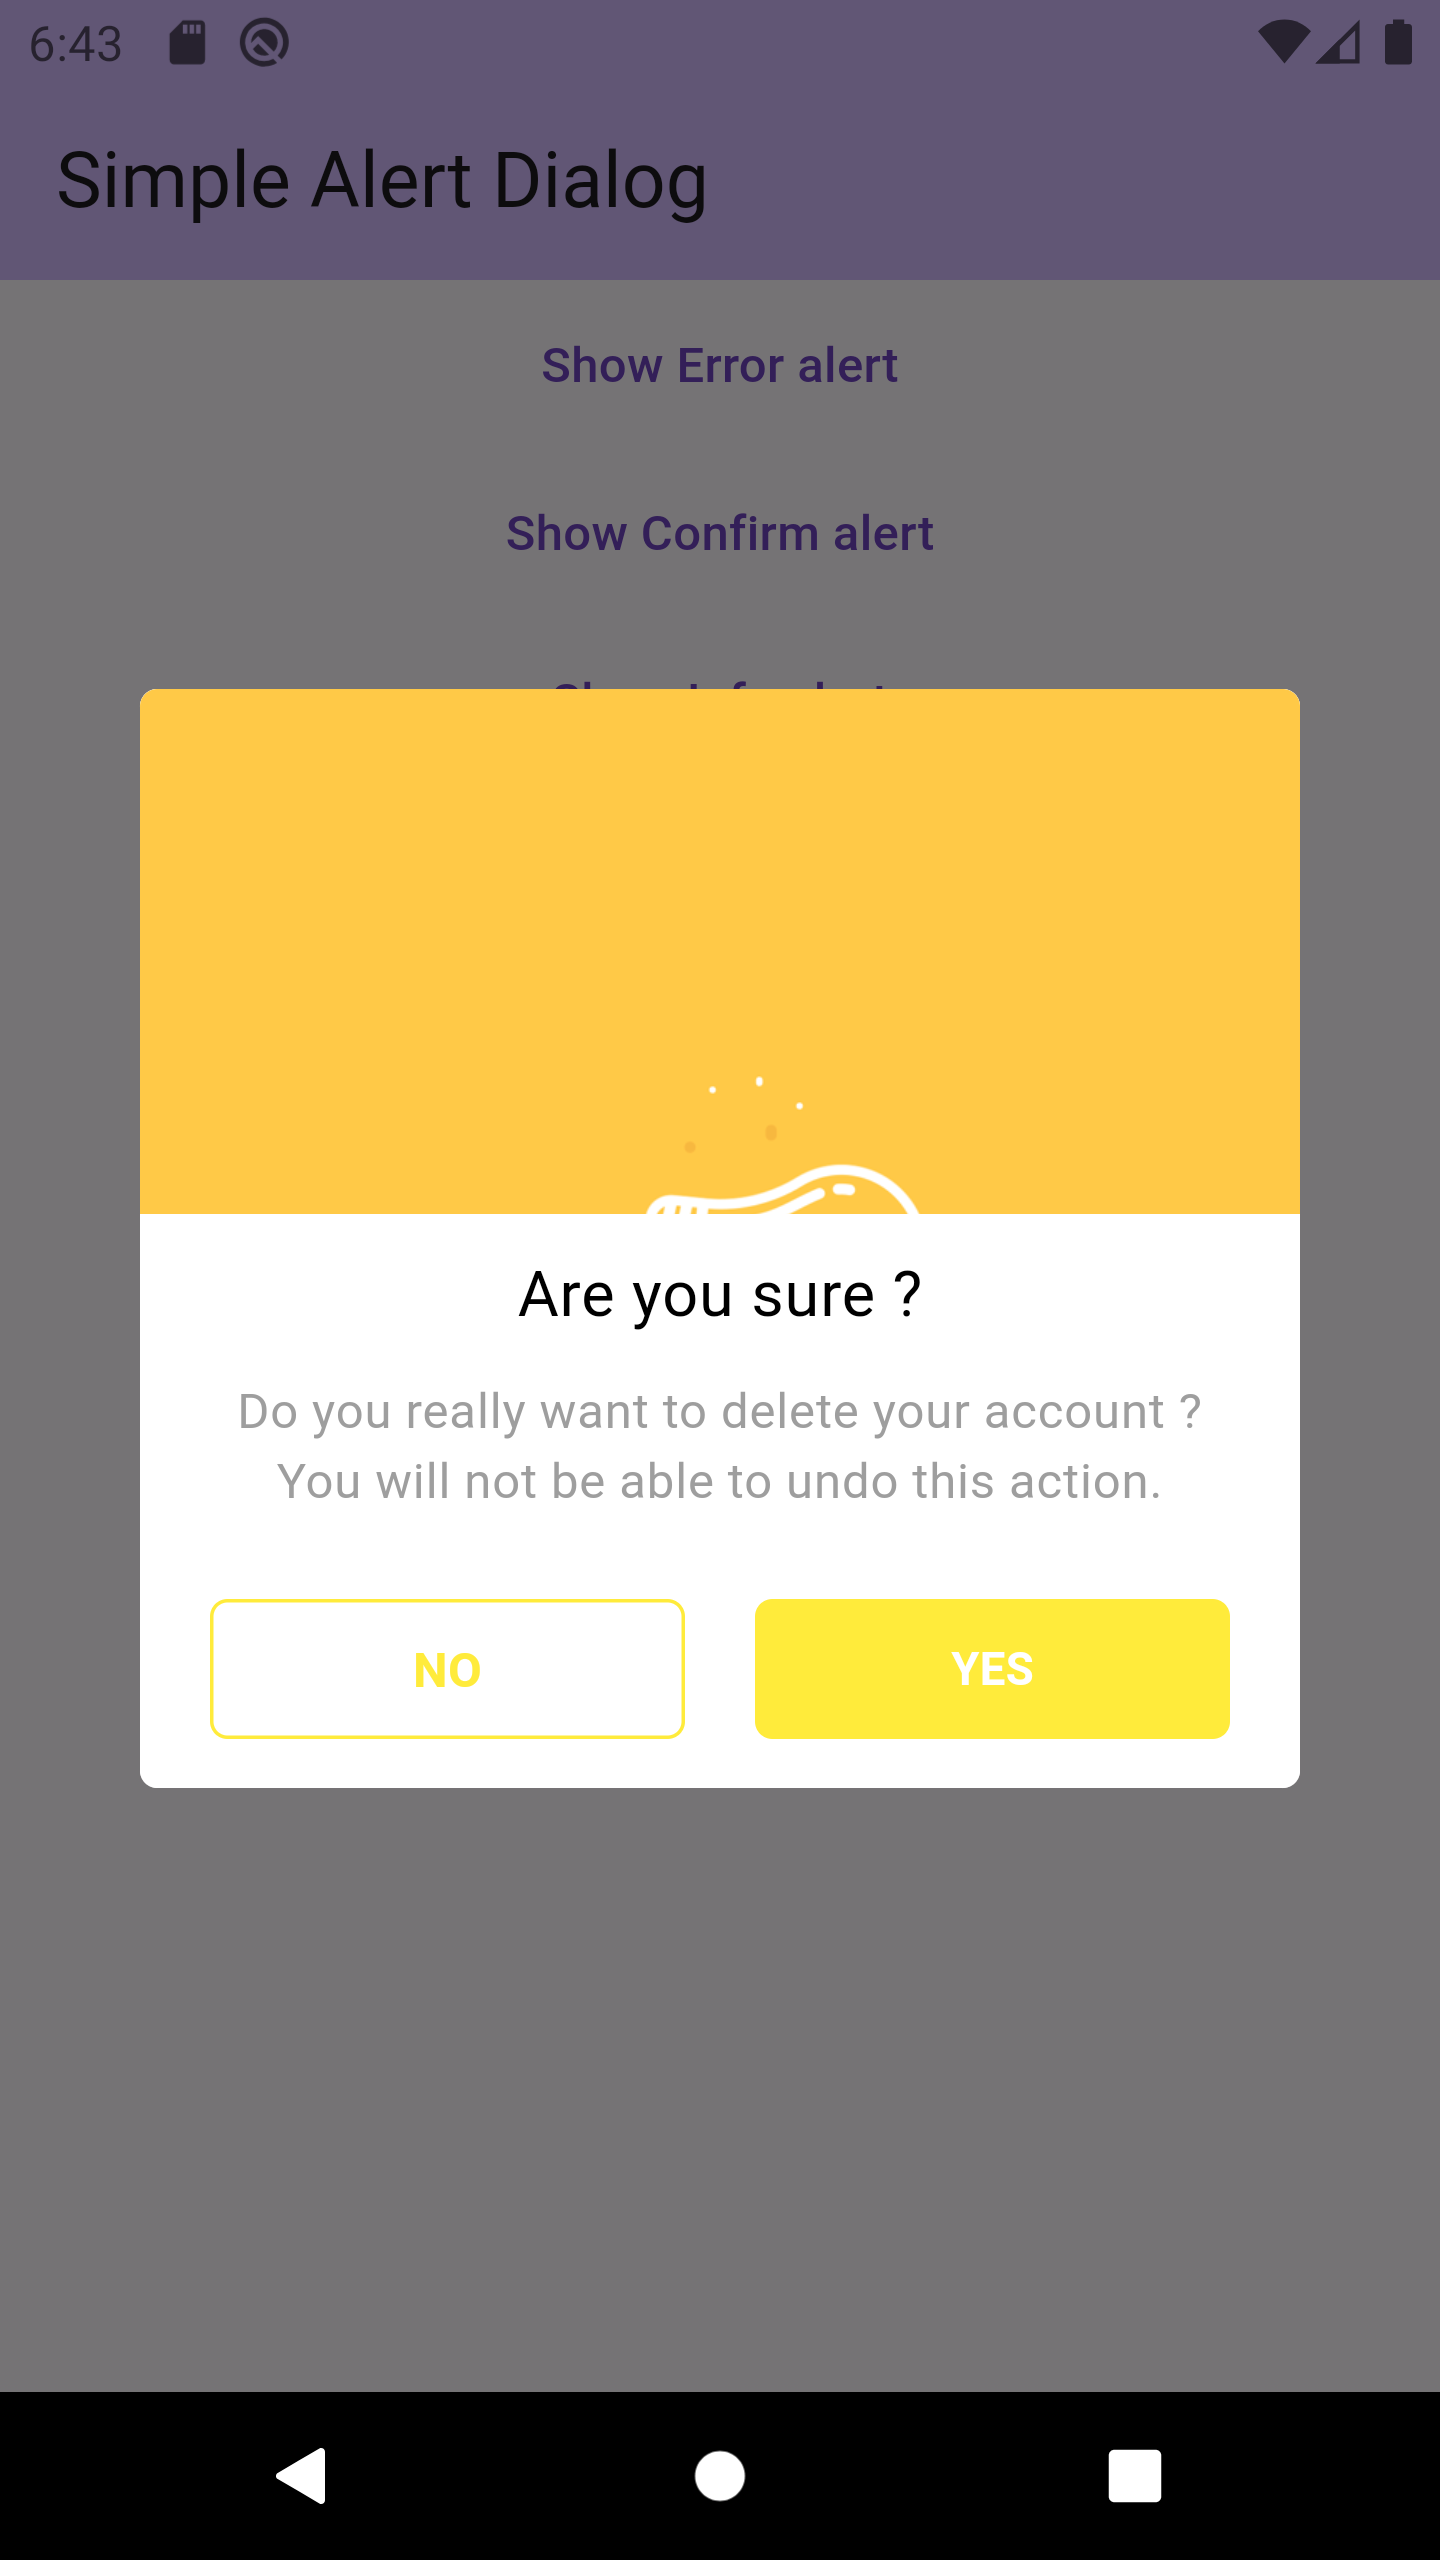 6:43
Simple Alert Dialog
Show Error alert
Show Confirm alert
Are you sure ?
Do you really want to delete your account ?
You will not be able to undo this action.
NO
YES